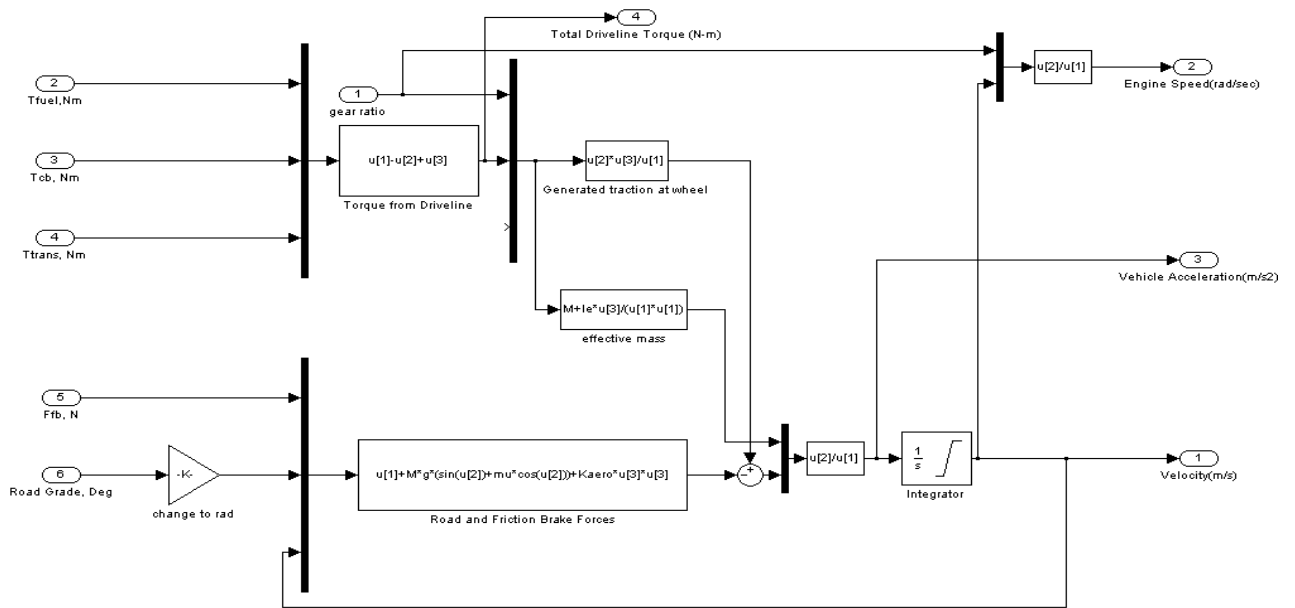 4
Total Driveline Torque (N-m)
2
Tfuel,Nm
1
gear ratio
u[2]/u[1]
2
Engine Speed(rad/sec)
3
Tcb, Nm
u[1]-u[2]+u[3]
Torque from Driveline
u[2]*u[3]/u[1]
Generated traction at wheel
4
Ttrans, Nm
3
Vehicle Acceleration(m/s2)
M+Ie*u[3]/(u[1]*u[1])
effective mass
5
Ffb, N
6
Road Grade, Deg
-K-
change to rad
u[1]+M*g*(sin(u[2])+mu*cos(u[2]))+Kaero*u[3]*u[3]
Road and Friction Brake Forces
+
−
u[2]/u[1]
1
s
Integrator
1
Velocity(m/s)